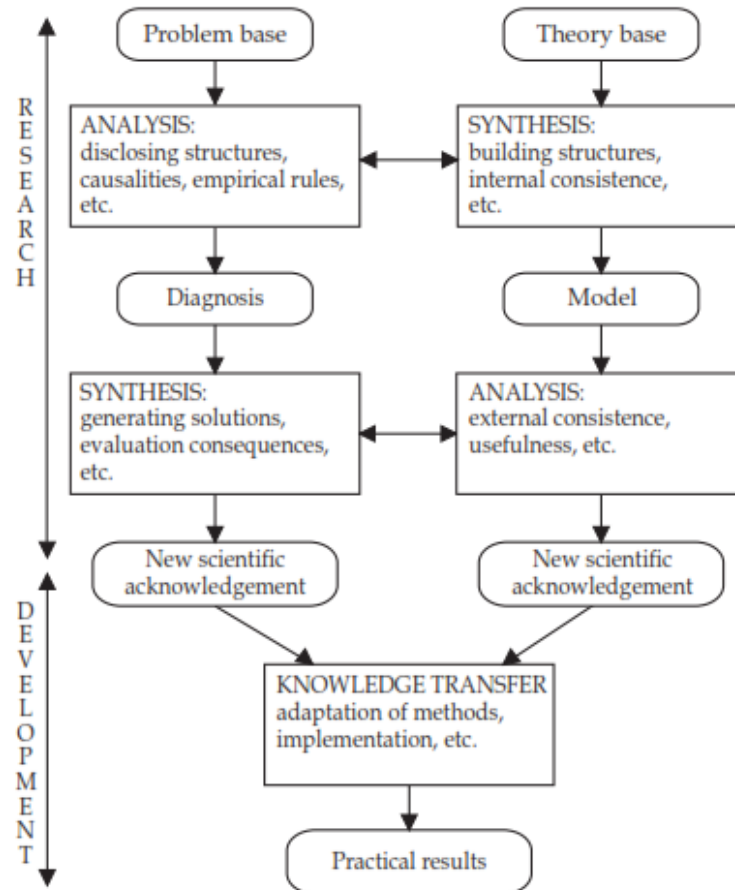 Problem base
Theory base
RESEARCH
ANALYSIS:
disclosing structures,
causalities, empirical rules,
etc.
SYNTHESIS:
building structures,
internal consistence,
etc.
Diagnosis
Model
SYNTHESIS:
generating solutions,
evaluation consequences,
etc.
ANALYSIS:
external consistence,
usefulness, etc.
New scientific
acknowledgement
New scientific
acknowledgement
DEVELOPMENT
KNOWLEDGE TRANSFER
adaptation of methods,
implementation, etc.
Practical results